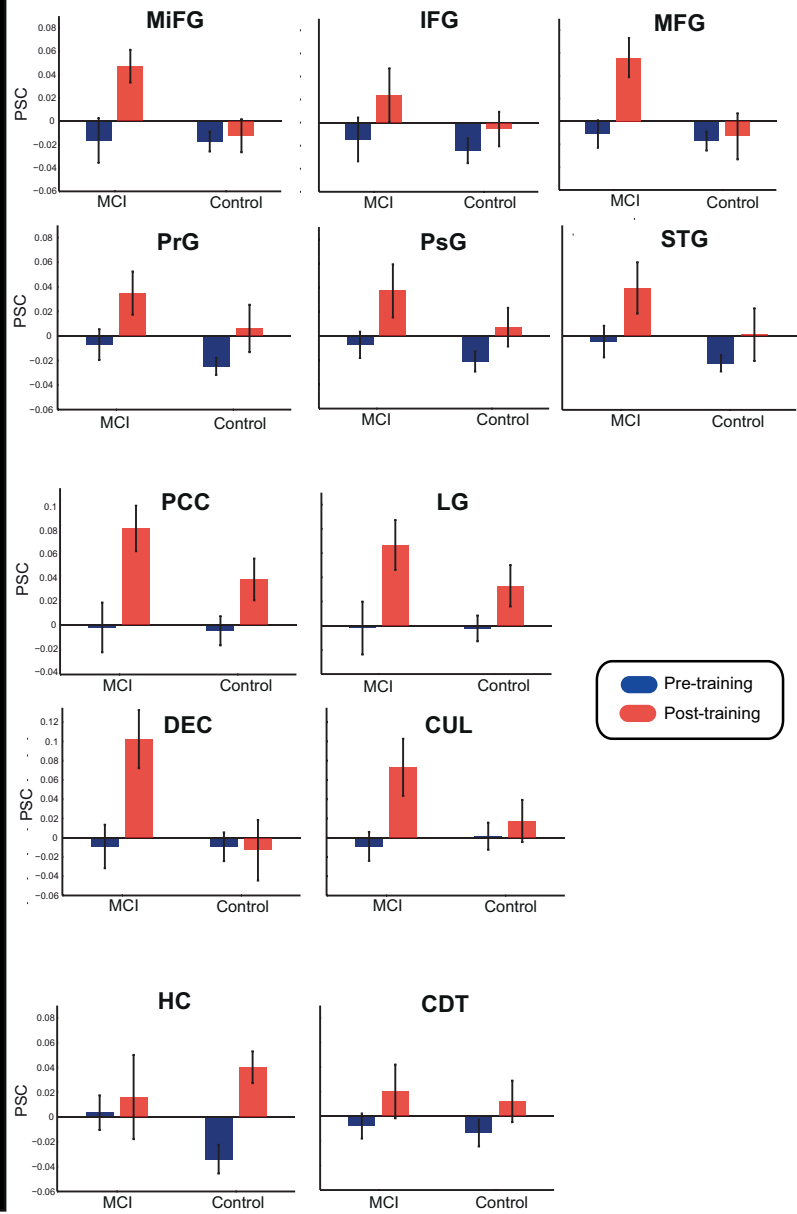 MiFG
IFG
MFG
PSC
0.08
0.06
0.04
0.02
0
−0.02
−0.04
−0.06
MCI
Control
MCI
Control
MCI
Control
PrG
PsG
STG
PSC
0.08
0.06
0.04
0.02
0
−0.02
−0.04
−0.06
MCI
Control
MCI
Control
MCI
Control
PCC
LG
PSC
0.1
0.08
0.06
0.04
0.02
0
−0.02
−0.04
MCI
Control
MCI
Control
Pre-training
Post-training
DEC
CUL
PSC
0.12
0.1
0.08
0.06
0.04
0.02
0
−0.02
−0.04
−0.06
MCI
Control
MCI
Control
HC
CDT
PSC
0.08
0.06
0.04
0.02
0
−0.02
−0.04
−0.06
MCI
Control
MCI
Control